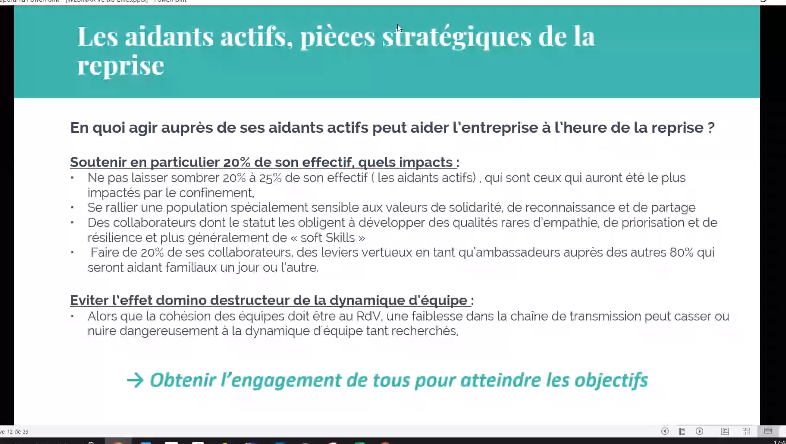 Les aidants actifs, pièces stratégiques de la
reprise
En quoi agir auprès de ses aidants actifs peut aider l'entreprise à l'heure de la reprise ?
Soutenir en particulier 20% de son effectif, quels impacts :
• Ne pas laisser sombrer 20% à 25% de son effectif ( les aidants actifs) , qui sont ceux qui auront été le plus
impactés par le confinement,
• Se rallier une population spécialement sensible aux valeurs de solidarité, de reconnaissance et de partage
• Des collaborateurs dont le statut les obligent à développer des qualités rares d'empathie, de priorisation et de
résilience et plus généralement de « soft Skills »
• Faire de 20% de ses collaborateurs, des leviers vertueux en tant qu'ambassadeurs auprès des autres 80% qui
seront aidant familiaux un jour ou l'autre.
Eviter l'effet domino destructeur de la dynamique d'équipe :
• Alors que la cohésion des équipes doit être au RdV, une faiblesse dans la chaîne de transmission peut casser ou
nuire dangereusement à la dynamique d'équipe tant recherchés,
→ Obtenir l'engagement de tous pour atteindre les objectifs